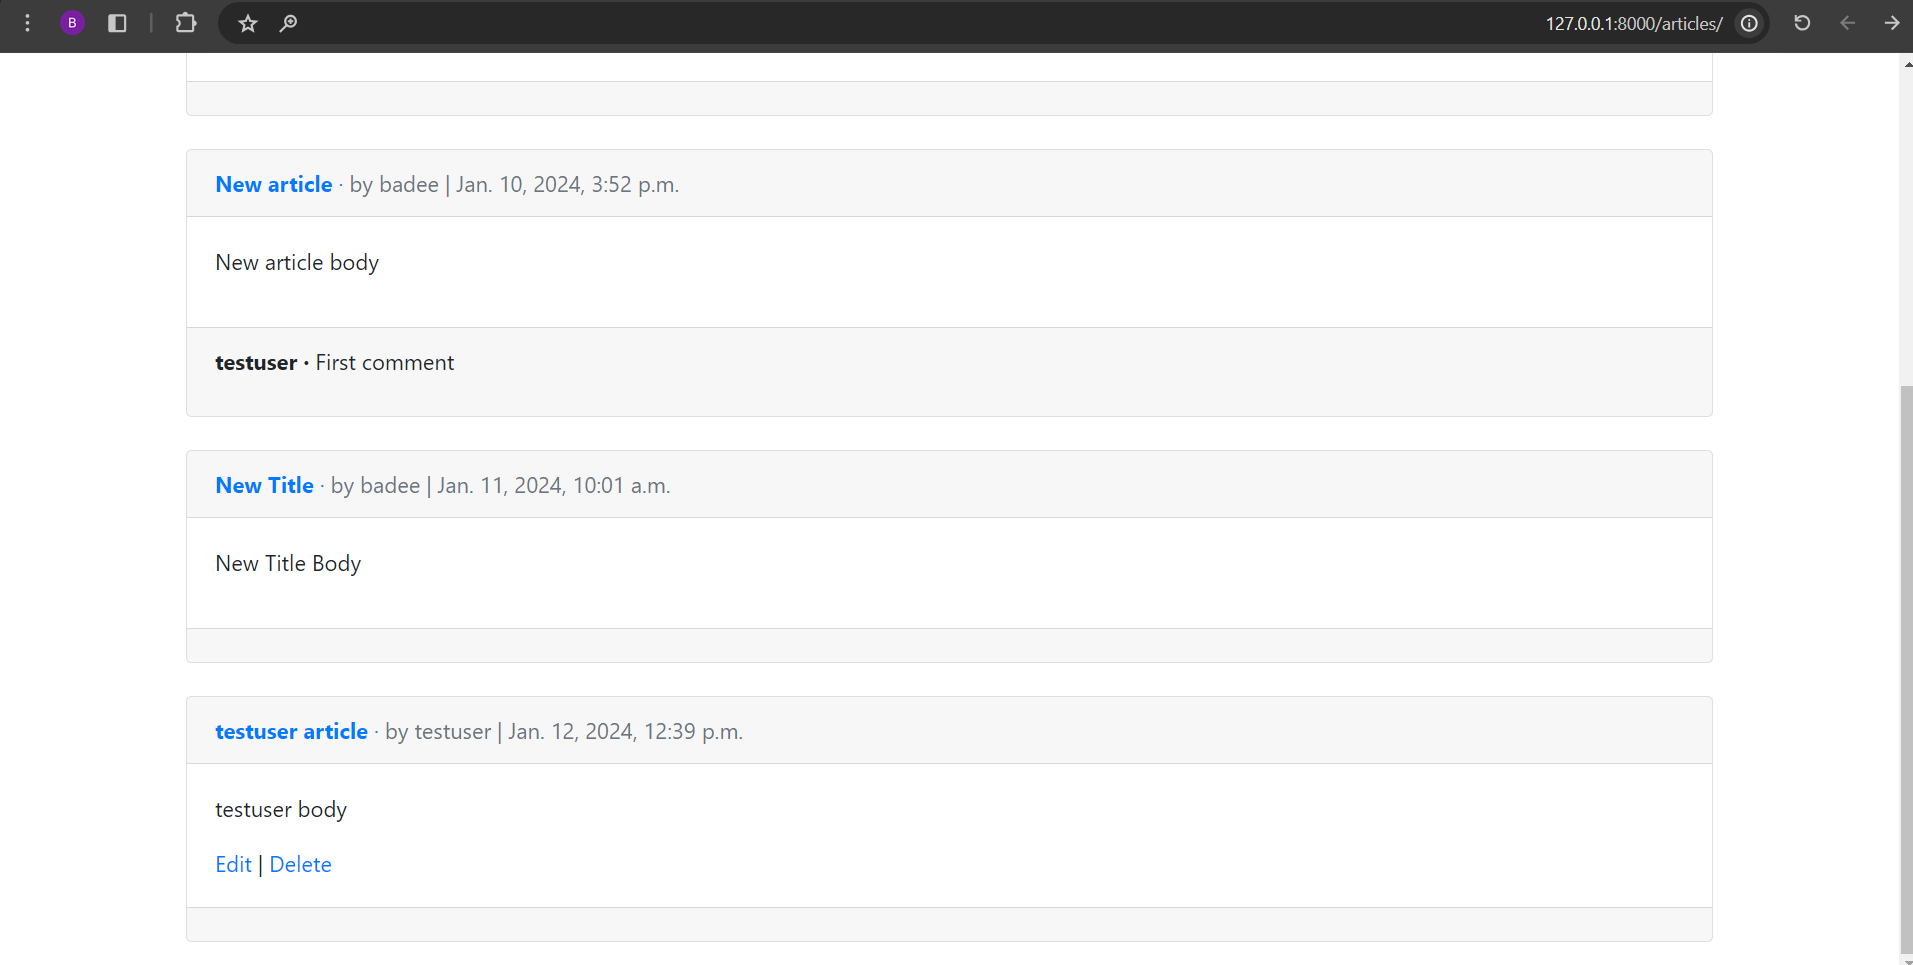 B
127.0.0.1:8000/articles/
New article · by badee | Jan. 10, 2024, 3:52 p.m.
New article body
testuser • First comment
New Title · by badee | Jan. 11, 2024, 10:01 a.m.
New Title Body
testuser article · by testuser | Jan. 12, 2024, 12:39 p.m.
testuser body
Edit | Delete